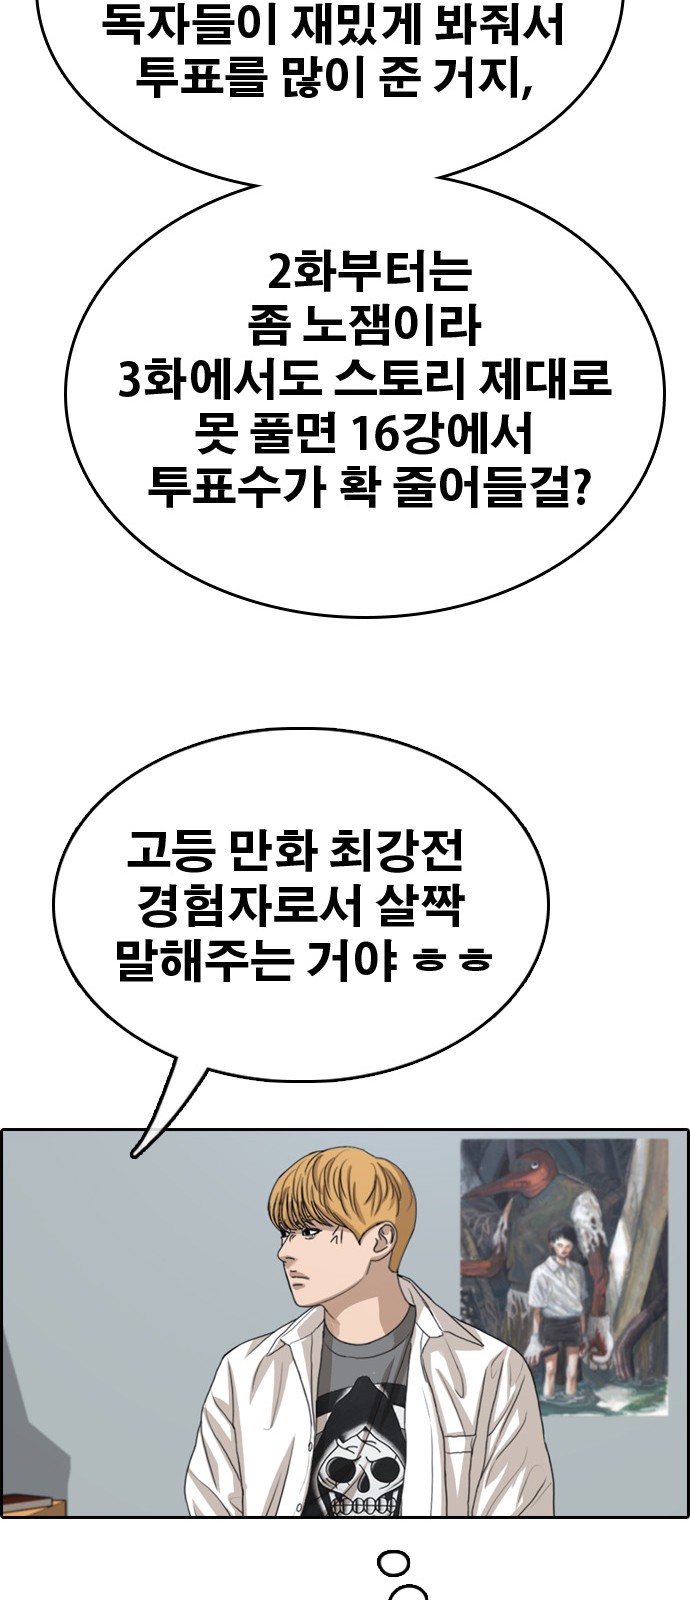 독자들이 재밌게 봐줘서
투표를 많이 준 거지,
2화부터는
좀 노잼이라
3화에서도 스토리 제대로
못 풀면 16강에서
투표수가 확 줄어들걸?
고등 만화 최강전
경험자로서 살짝
말해주는 거야 ㅎㅎ